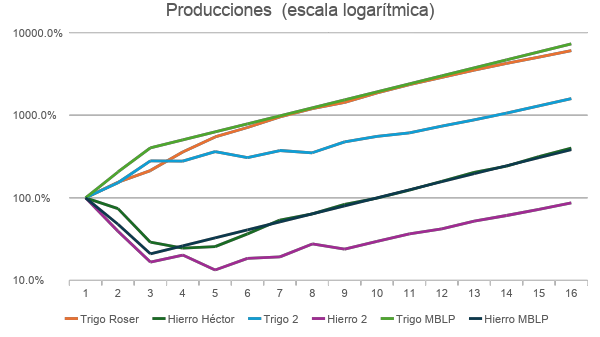 Producciones (escala logarítmica)
10000.0%
1000.0%
100.0%
10.0%
1 2 3 4 5 6 7 8 9 10 11 12 13 14 15 16
Trigo Roser Hierro Héctor Trigo 2 Hierro 2 Trigo MBLP Hierro MBLP